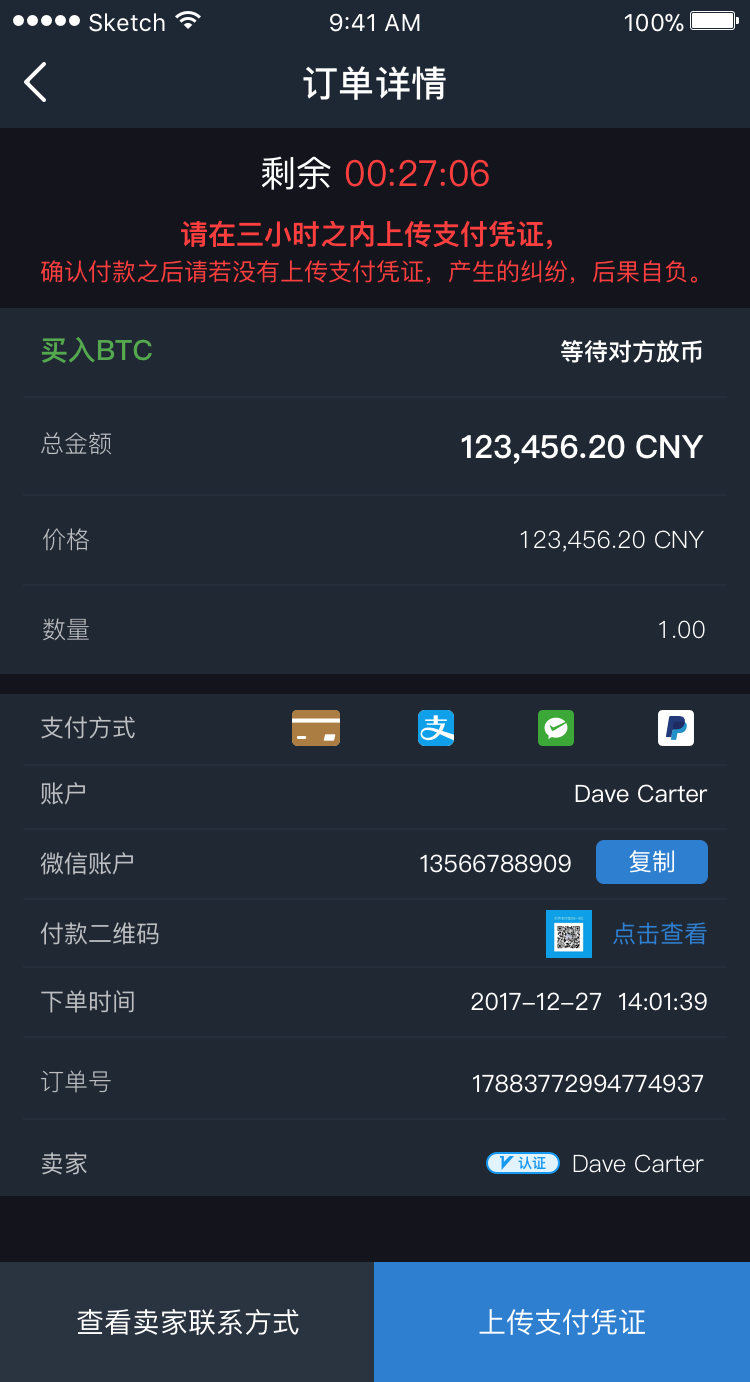 Sketch 9:41 AM 100%
订单详情
剩余 00:27:06
请在三小时之内上传支付凭证，
确认付款之后请若没有上传支付凭证，产生的纠纷，后果自负。
买入BTC 等待对方放币
总金额 123,456.20 CNY
价格 123,456.20 CNY
数量 1.00
支付方式 支
账户 Dave Carter
微信账户 13566788909 复制
付款二维码 点击查看
下单时间 2017-12-27 14:01:39
订单号 17883772994774937
卖家 V 认证 Dave Carter
查看卖家联系方式 上传支付凭证